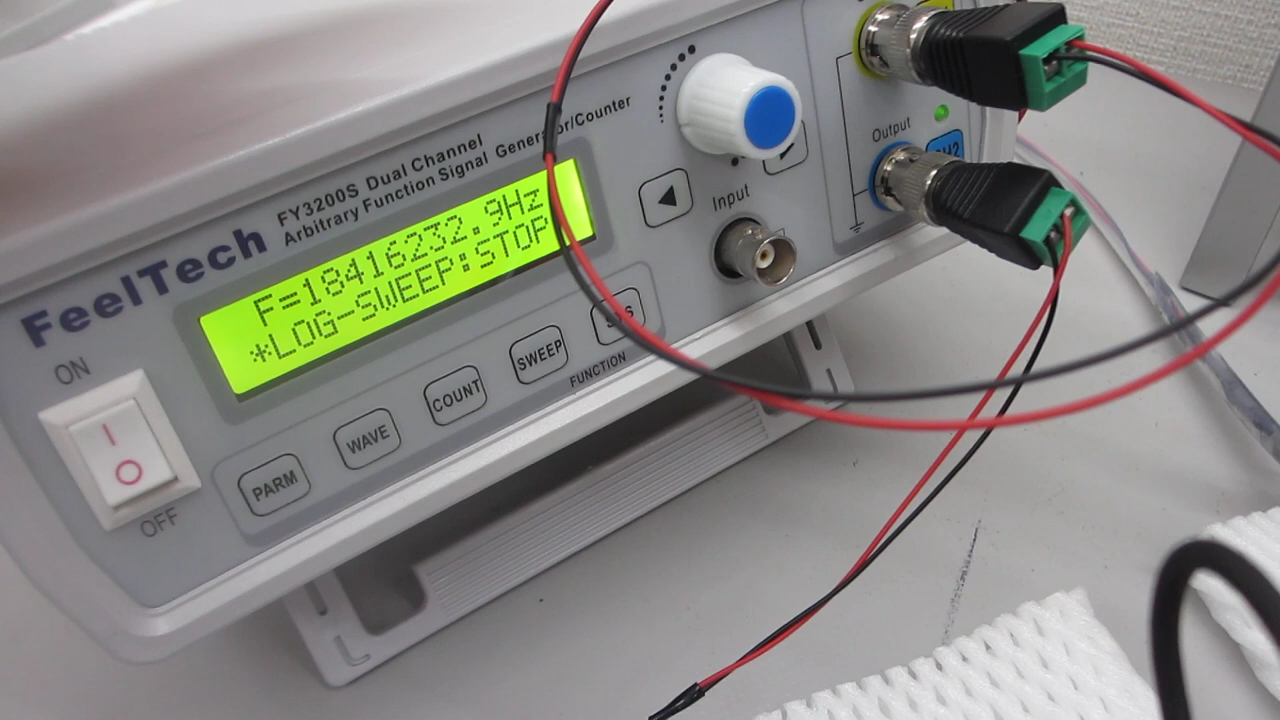 FeelTech
FY3200S Dual Channel
Arbitrary Function Signal Generator/Counter
F=18416232.9Hz
*LOG-SWEEP:STOP
ON
OFF
PARM
WAVE
COUNT
SWEEP
FUNCTION
Input
Output